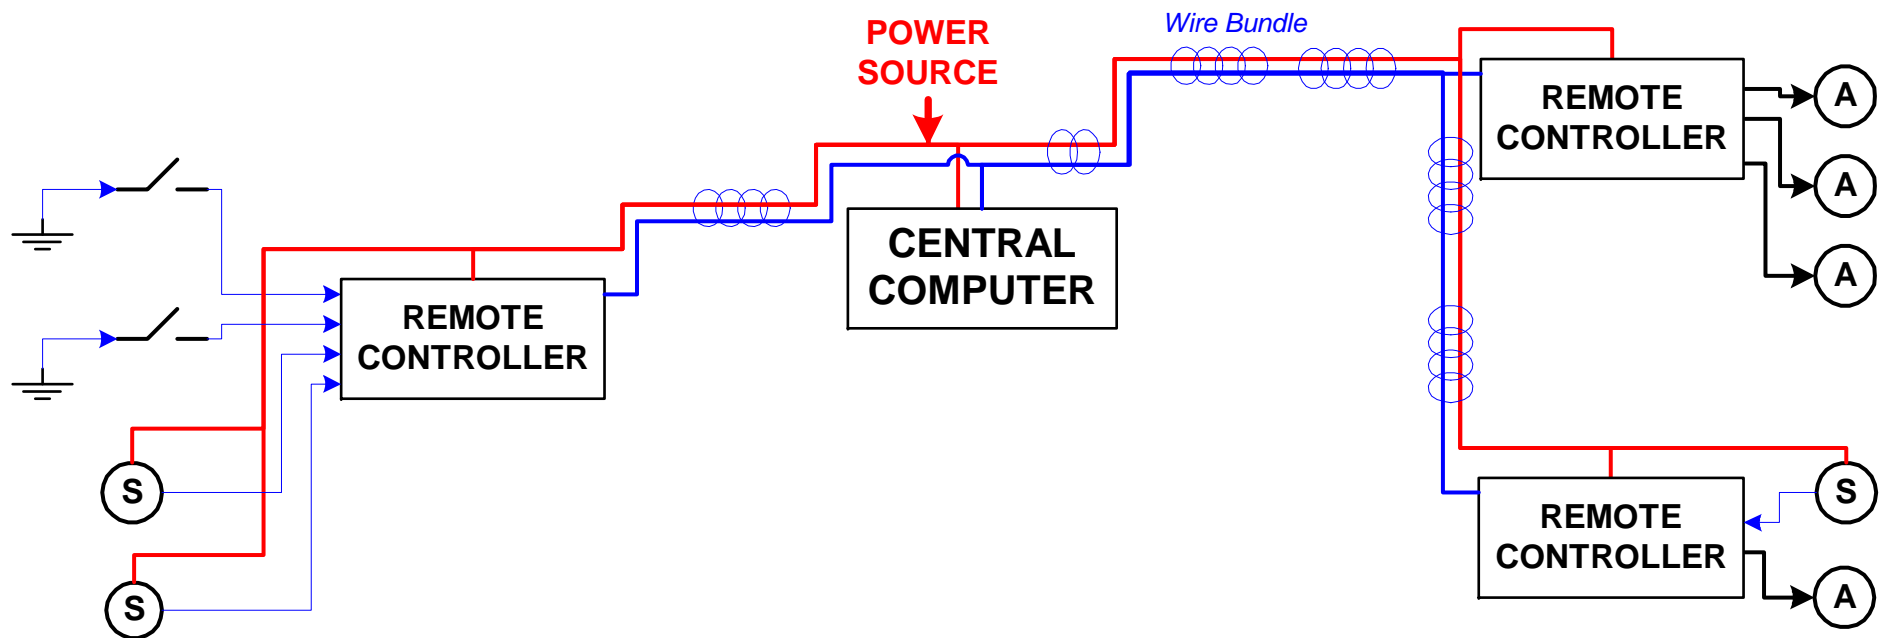 Wire Bundle
POWER
SOURCE
REMOTE
CONTROLLER
A
A
A
CENTRAL
COMPUTER
REMOTE
CONTROLLER
S
S
REMOTE
CONTROLLER
S
A